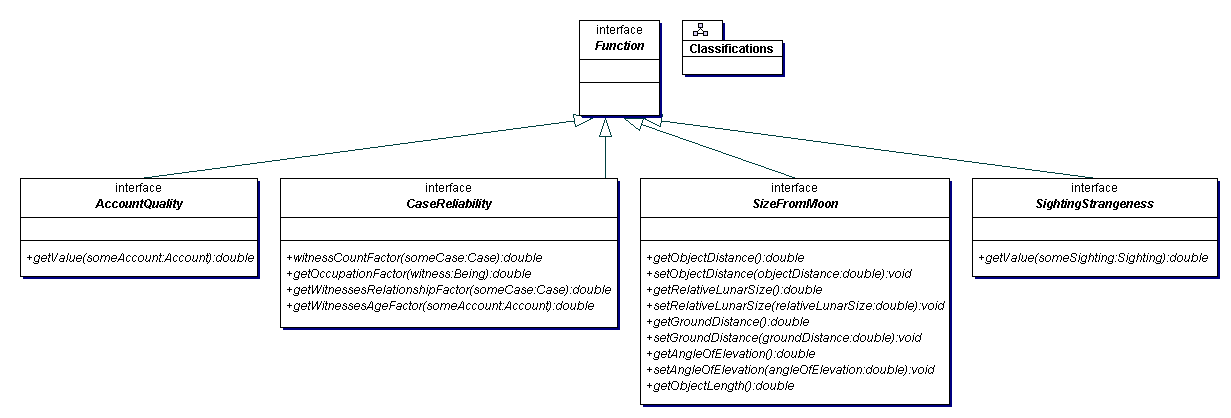 interface
Function
Classifications
interface
AccountQuality
+getValue(someAccount:Account):double
interface
CaseReliability
+witnessCountFactor(someCase:Case):double
+getOccupationFactor(witness:Being):double
+getWitnessesRelationshipFactor(someCase:Case):double
+getWitnessesAgeFactor(someAccount:Account):double
interface
SizeFromMoon
+getObjectDistance():double
+setObjectDistance(objectDistance:double):void
+getRelativeLunarSize():double
+setRelativeLunarSize(relativeLunarSize:double):void
+getGroundDistance():double
+setGroundDistance(groundDistance:double):void
+getAngleOfElevation():double
+setAngleOfElevation(angleOfElevation:double):void
+getObjectLength():double
interface
SightingStrangeness
+getValue(someSighting:Sighting):double